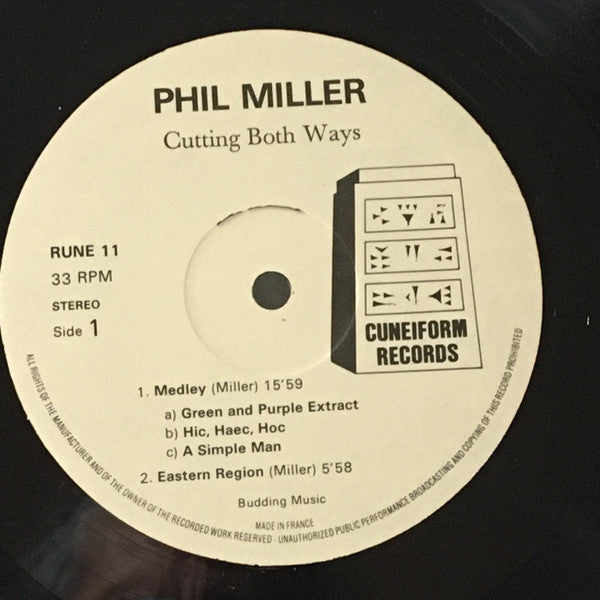 PHIL MILLER
Cutting Both Ways
RUNE 11
33 RPM
STEREO
Side 1
CUNEIFORM
RECORDS
1. Medley (Miller) 15'59
a) Green and Purple Extract
b) Hic, Haec, Hoc
c) A Simple Man
2. Eastern Region (Miller) 5'58
Budding Music
MADE IN FRANCE
ALL RIGHTS OF THE MANUFACTURER AND OF THE OWNER OF THE RECORDED WORK RESERVED - UNAUTHORIZED PUBLIC PERFORMANCE BROADCASTING AND COPYING OF THIS RECORD PROHIBITED